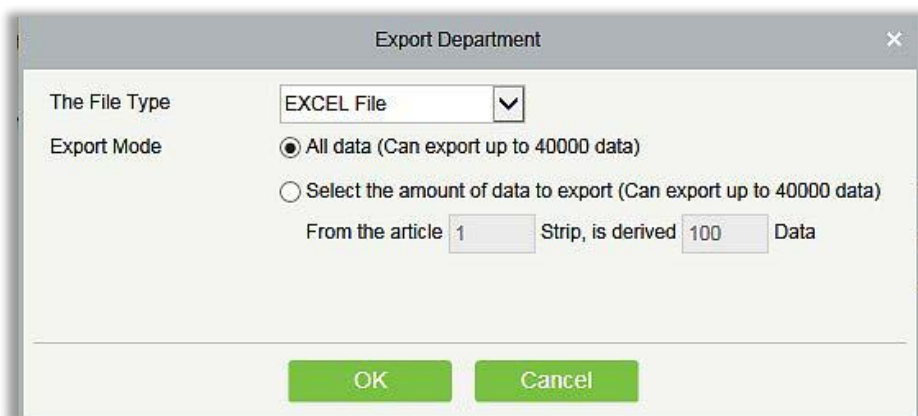 Export Department
The File Type EXCEL File
Export Mode All data (Can export up to 40000 data)
Select the amount of data to export (Can export up to 40000 data)
From the article 1 Strip, is derived 100 Data
OK Cancel